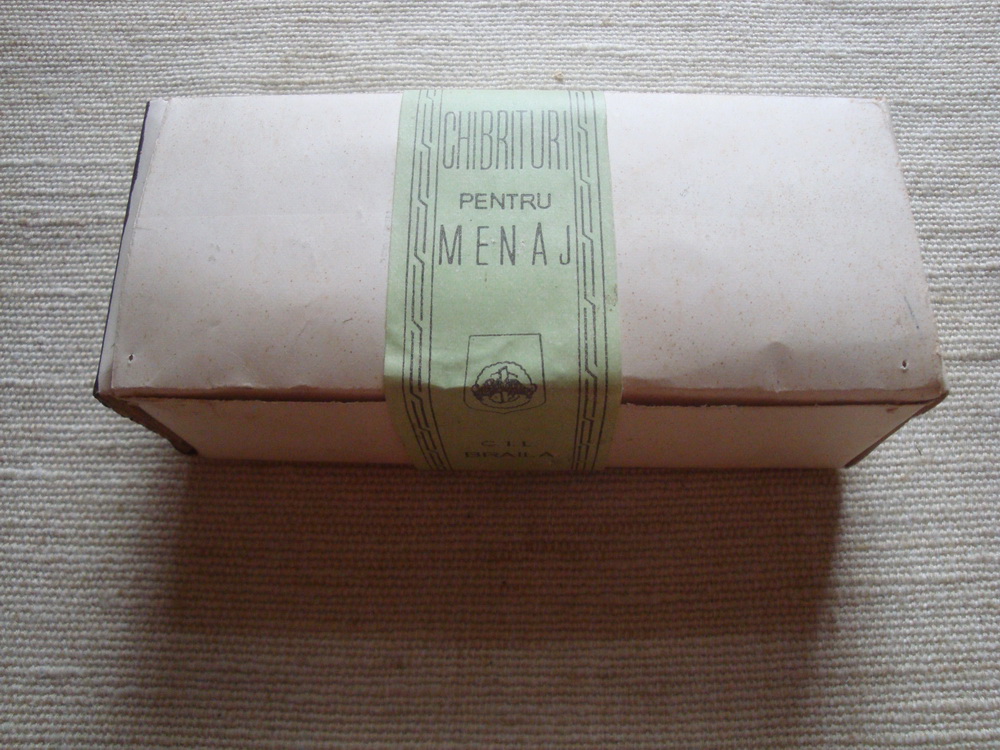 CHIBRITURI
PENTRU
MENAJ
C. I. L.
BRAILA